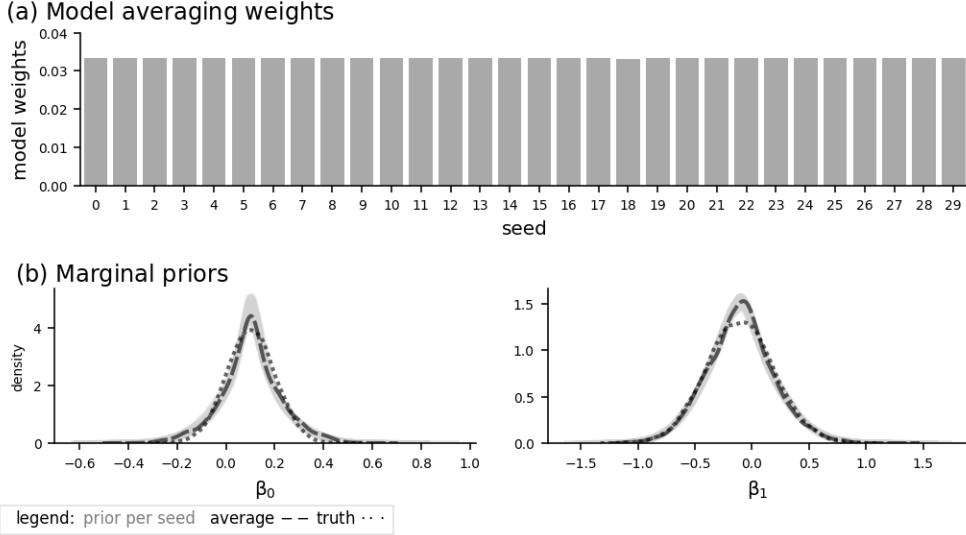 (a) Model averaging weights
0.04
0.03
0.02
0.01
0.00
model weights
0 1 2 3 4 5 6 7 8 9 10 11 12 13 14 15 16 17 18 19 20 21 22 23 24 25 26 27 28 29
seed
(b) Marginal priors
4
2
0
density
−0.6 −0.4 −0.2 0.0 0.2 0.4 0.6 0.8 1.0
β₀
1.5
1.0
0.5
0.0
−1.5 −1.0 −0.5 0.0 0.5 1.0 1.5
β₁
legend: prior per seed average −− truth ···